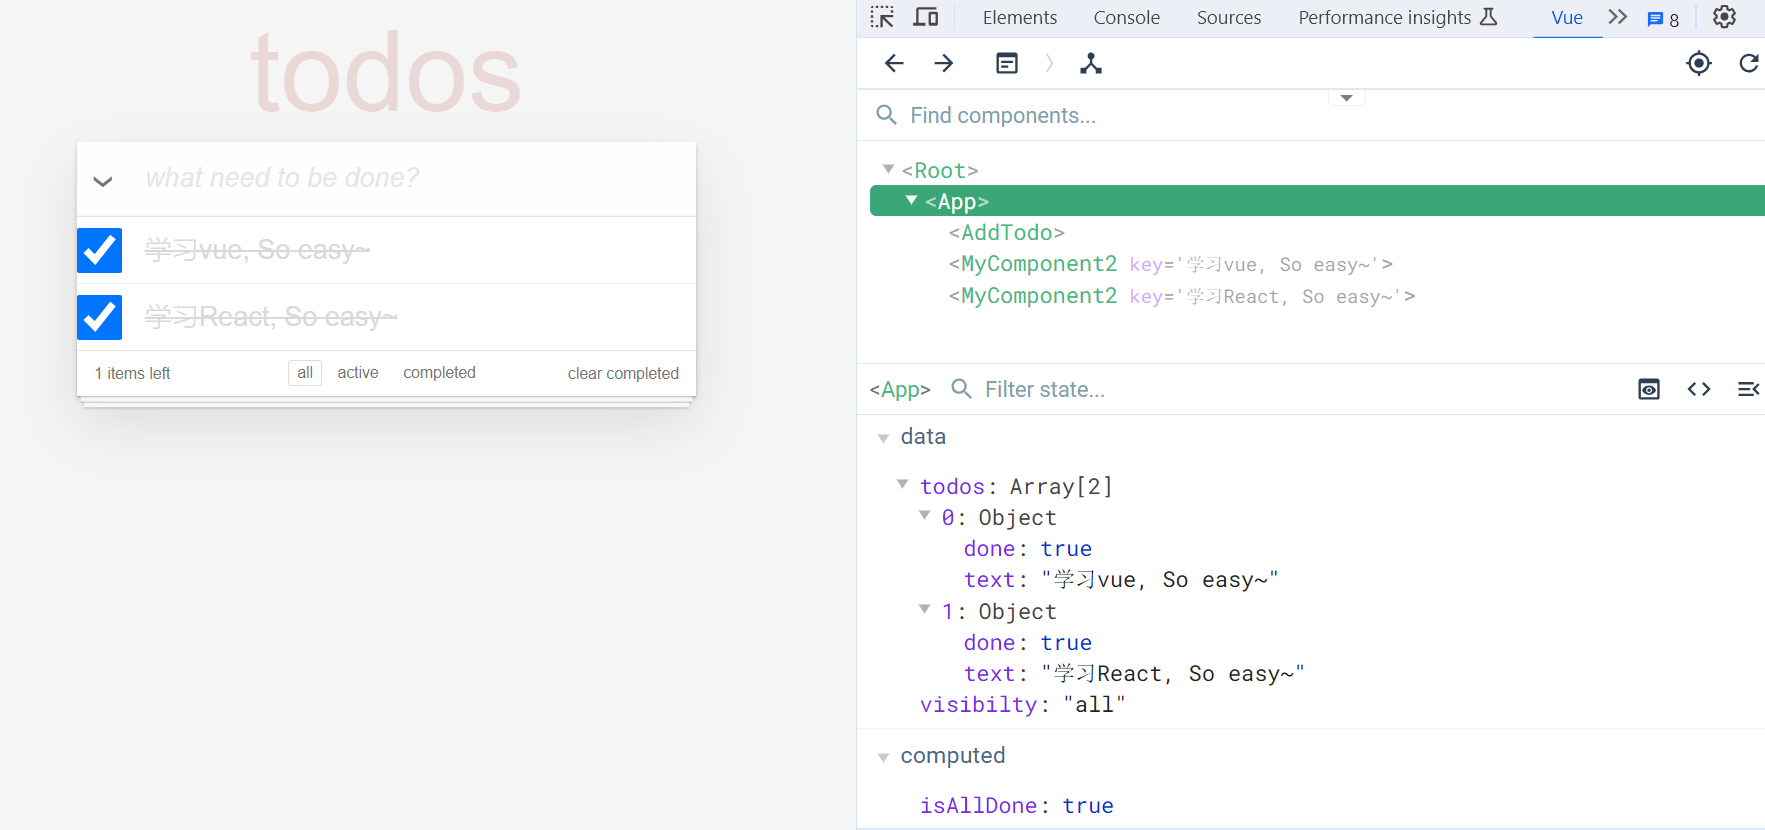 todos
what need to be done?
学习vue, So easy~
学习React, So easy~
1 items left
all
active
completed
clear completed
Elements
Console
Sources
Performance insights
Vue
8
Find components...
<Root>
<App>
<AddTodo>
<MyComponent2 key='学习vue, So easy~'>
<MyComponent2 key='学习React, So easy~'>
<App>
Filter state...
data
todos: Array[2]
0: Object
done: true
text: "学习vue, So easy~"
1: Object
done: true
text: "学习React, So easy~"
visibilty: "all"
computed
isAllDone: true